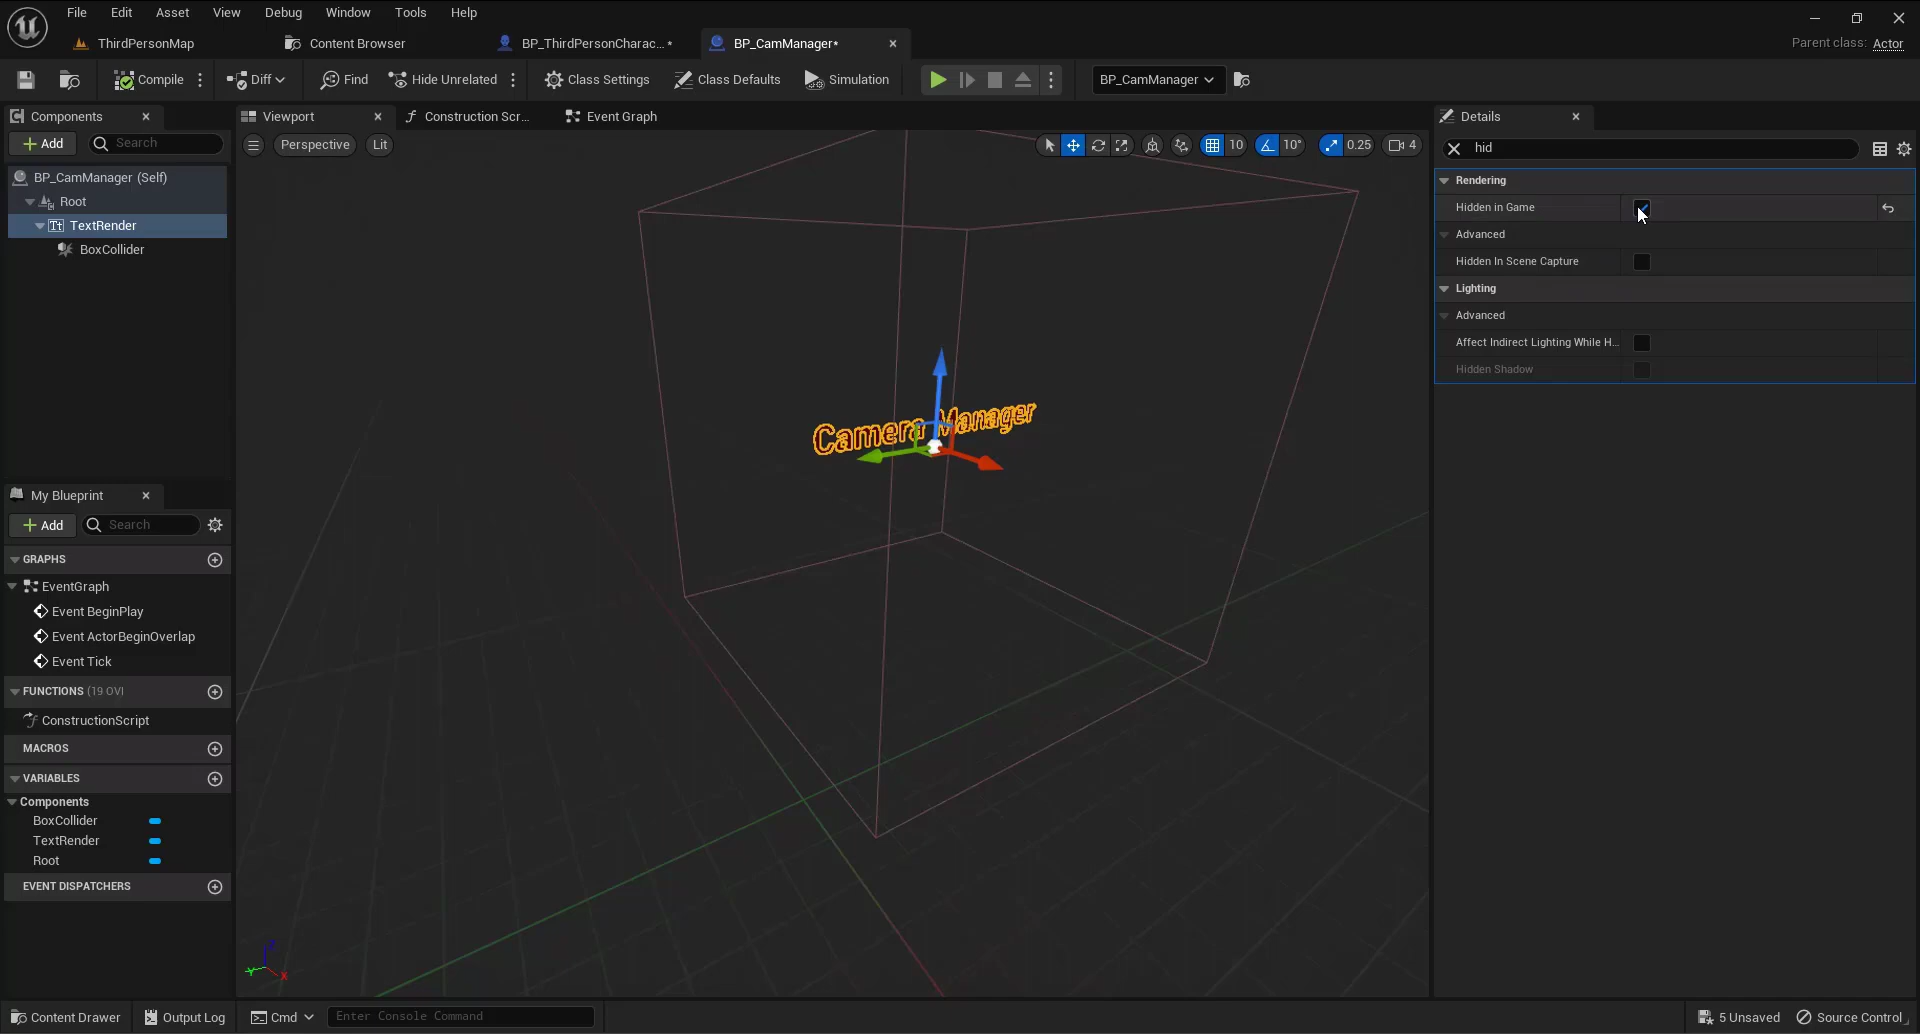 File Edit Asset View Debug Window Tools Help
ThirdPersonMap Content Browser BP_ThirdPersonCharac...* BP_CamManager* Parent class: Actor
Compile Diff Find Hide Unrelated Class Settings Class Defaults Simulation BP_CamManager
Components
Add Search
BP_CamManager (Self)
Root
TextRender
BoxCollider
My Blueprint
Add Search
GRAPHS
EventGraph
Event BeginPlay
Event ActorBeginOverlap
Event Tick
FUNCTIONS (19 OVI
ConstructionScript
MACROS
VARIABLES
Components
BoxCollider
TextRender
Root
EVENT DISPATCHERS
Viewport Construction Scr... Event Graph
Perspective Lit 10 10° 0.25 4
Camera Manager
Z
Y
X
Details
hid
Rendering
Hidden in Game
Advanced
Hidden In Scene Capture
Lighting
Advanced
Affect Indirect Lighting While H...
Hidden Shadow
Content Drawer Output Log Cmd Enter Console Command 5 Unsaved Source Control